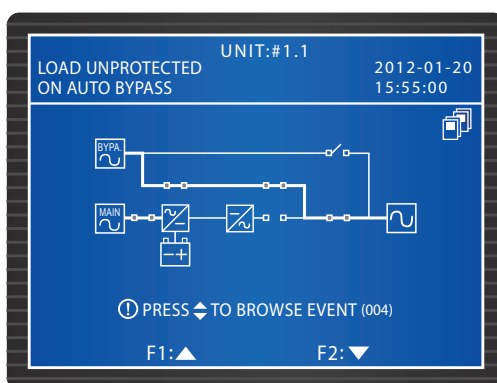 UNIT:#1.1
LOAD UNPROTECTED
2012-01-20
ON AUTO BYPASS
15:55:00
BYPA.
MAIN
PRESS TO BROWSE EVENT (004)
F1:
F2: